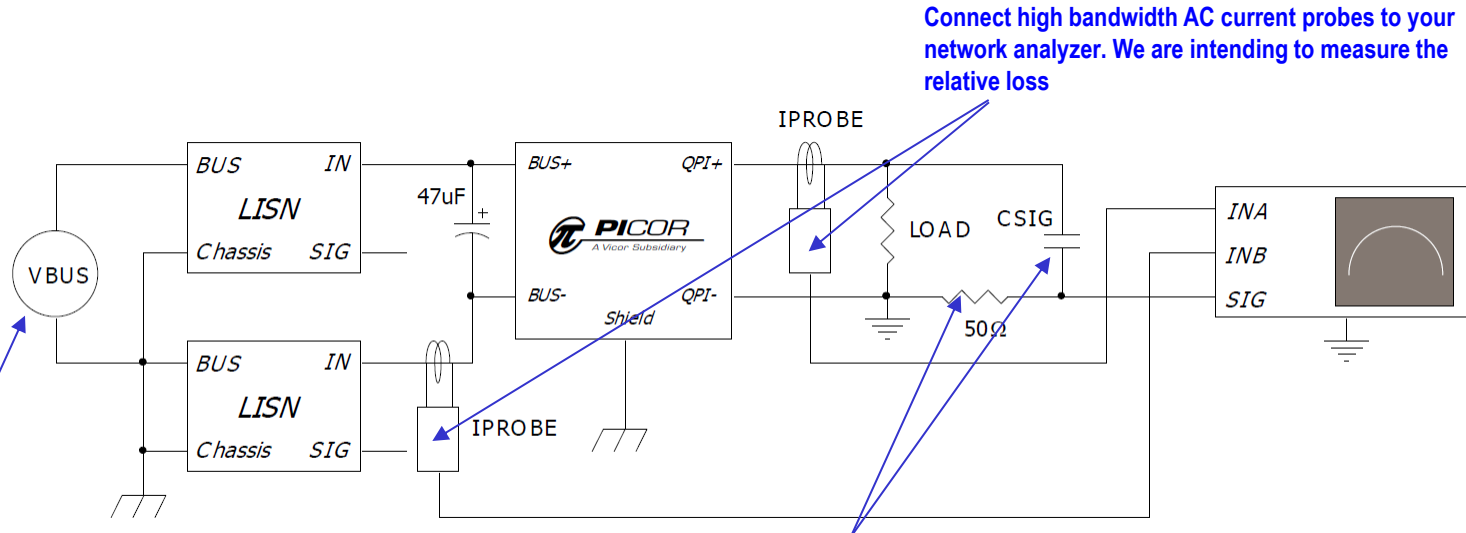 Connect high bandwidth AC current probes to your
network analyzer. We are intending to measure the
relative loss
IPROBE
BUS IN
LISN
Chassis SIG
47uF
+
BUS+ QPI+
PICOR
A Vicor Subsidiary
BUS- QPI-
Shield
LOAD
CSIG
50Ω
INA
INB
SIG
VBUS
BUS IN
LISN
Chassis SIG
IPROBE